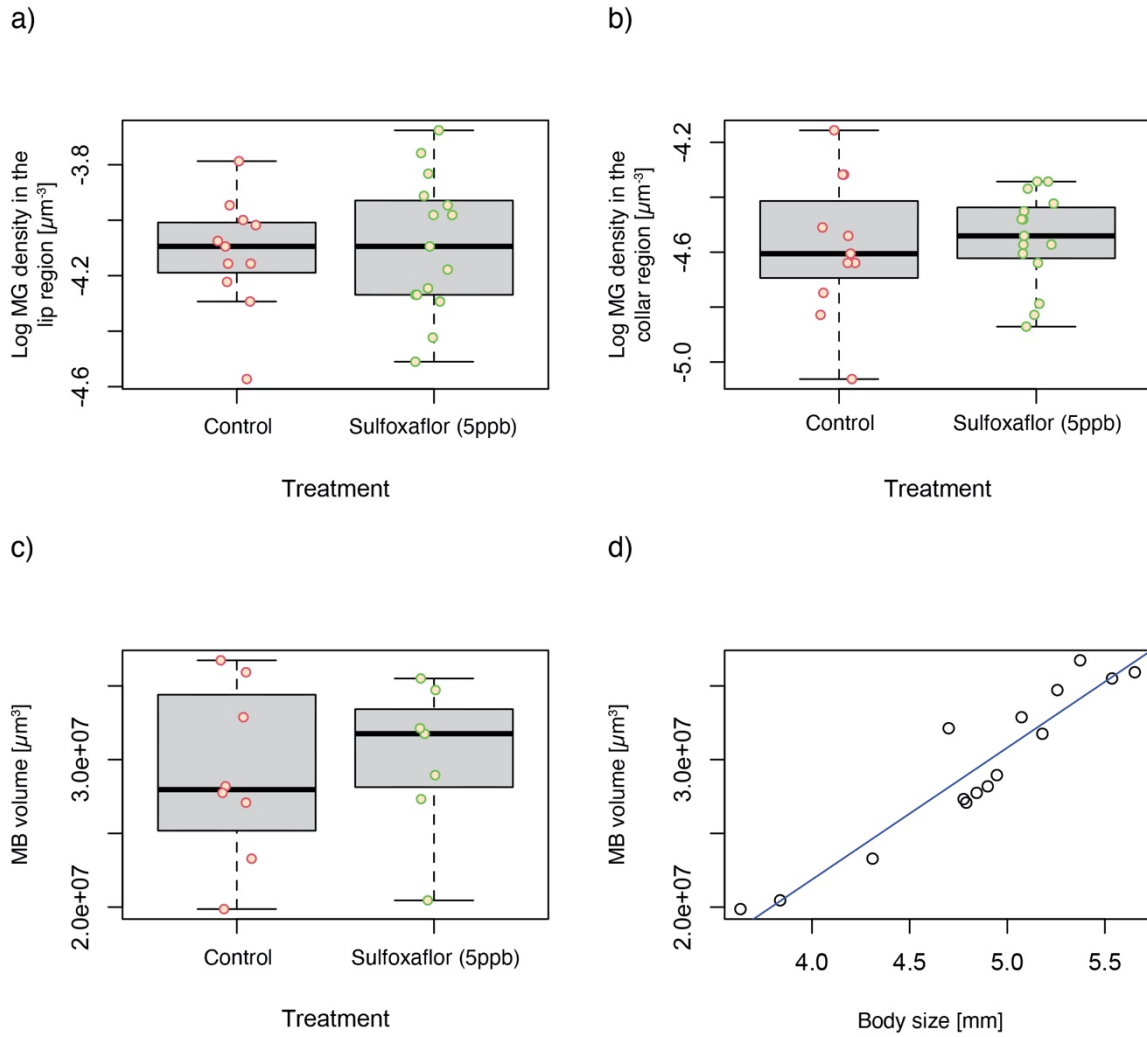 a)
Log MG density in the
lip region [µm⁻³]
-3.8
-4.2
-4.6
Control
Sulfoxaflor (5ppb)
Treatment
b)
Log MG density in the
collar region [µm⁻³]
-4.2
-4.6
-5.0
Control
Sulfoxaflor (5ppb)
Treatment
c)
MB volume [µm³]
3.0e+07
2.0e+07
Control
Sulfoxaflor (5ppb)
Treatment
d)
MB volume [µm³]
3.0e+07
2.0e+07
4.0
4.5
5.0
5.5
Body size [mm]